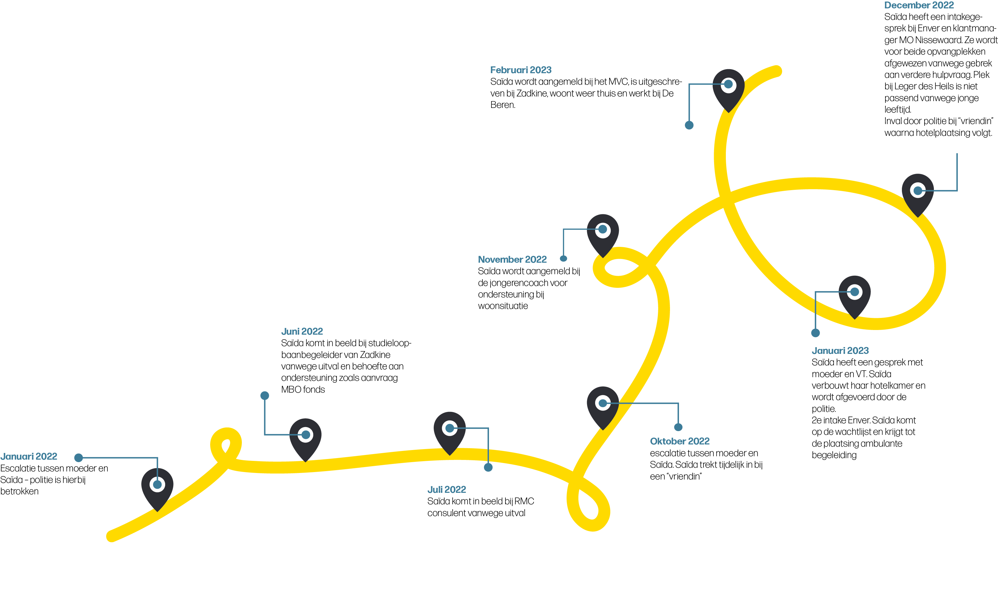 Januari 2022
Escalatie tussen moeder en
Saïda – politie is hierbij
betrokken
Juni 2022
Saïda komt in beeld bij studieloop-
baanbegeleider van Zadkine
vanwege uitval en behoefte aan
ondersteuning zoals aanvraag
MBO fonds
Juli 2022
Saïda komt in beeld bij RMC
consulent vanwege uitval
Oktober 2022
escalatie tussen moeder en
Saïda. Saïda trekt tijdelijk in bij
een “vriendin”
November 2022
Saïda wordt aangemeld bij
de jongerencoach voor
ondersteuning bij
woonsituatie
December 2022
Saïda heeft een intakege-
sprek bij Enver en klantmana-
ger MO Nissewaard. Ze wordt
voor beide opvangplekken
afgewezen vanwege gebrek
aan verdere hulpvraag. Plek
bij Leger des Heils is niet
passend vanwege jonge
leeftijd.
Inval door politie bij “vriendin”
waarna hotelplaatsing volgt.
Januari 2023
Saïda heeft een gesprek met
moeder en VT. Saïda
verbouwt haar hotelkamer en
wordt afgevoerd door de
politie.
2e intake Enver. Saïda komt
op de wachtlijst en krijgt tot
de plaatsing ambulante
begeleiding
Februari 2023
Saïda wordt aangemeld bij het MVC, is uitgeschre-
ven bij Zadkine, woont weer thuis en werkt bij De
Beren.